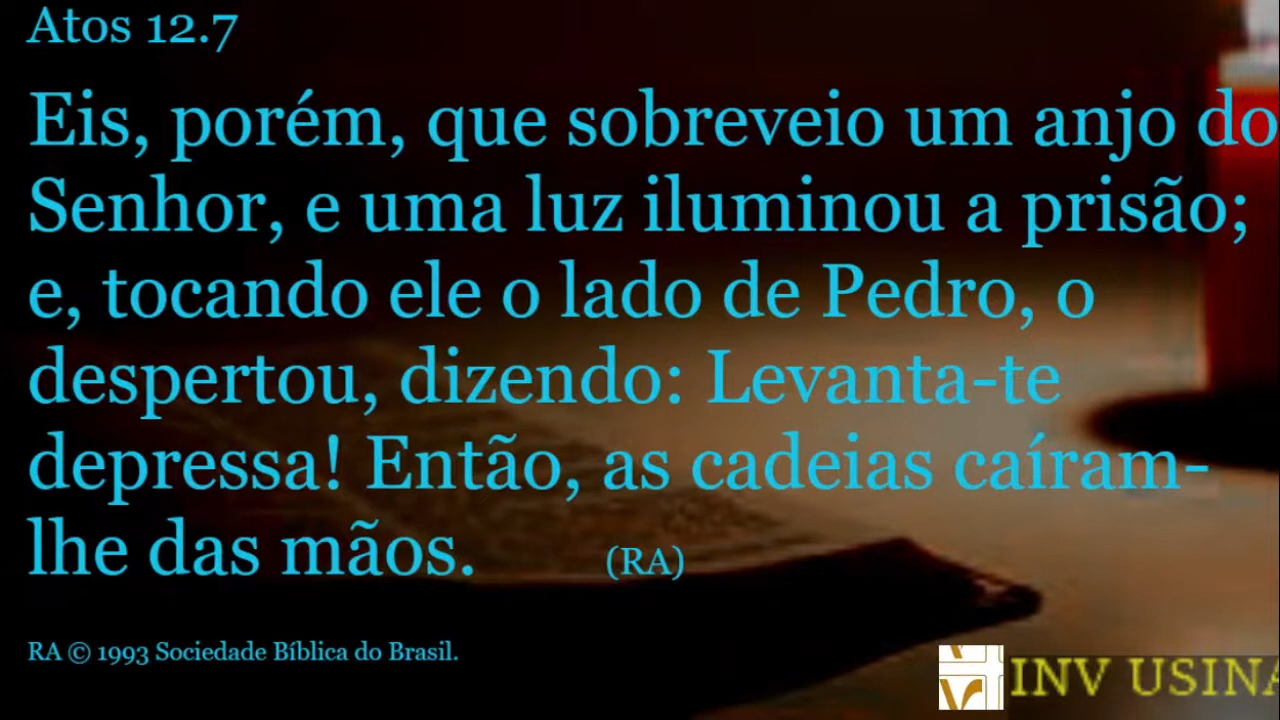 Atos 12.7
Eis, porém, que sobreveio um anjo do
Senhor, e uma luz iluminou a prisão;
e, tocando ele o lado de Pedro, o
despertou, dizendo: Levanta-te
depressa! Então, as cadeias caíram-
lhe das mãos. (RA)
RA © 1993 Sociedade Bíblica do Brasil.
INV USINA